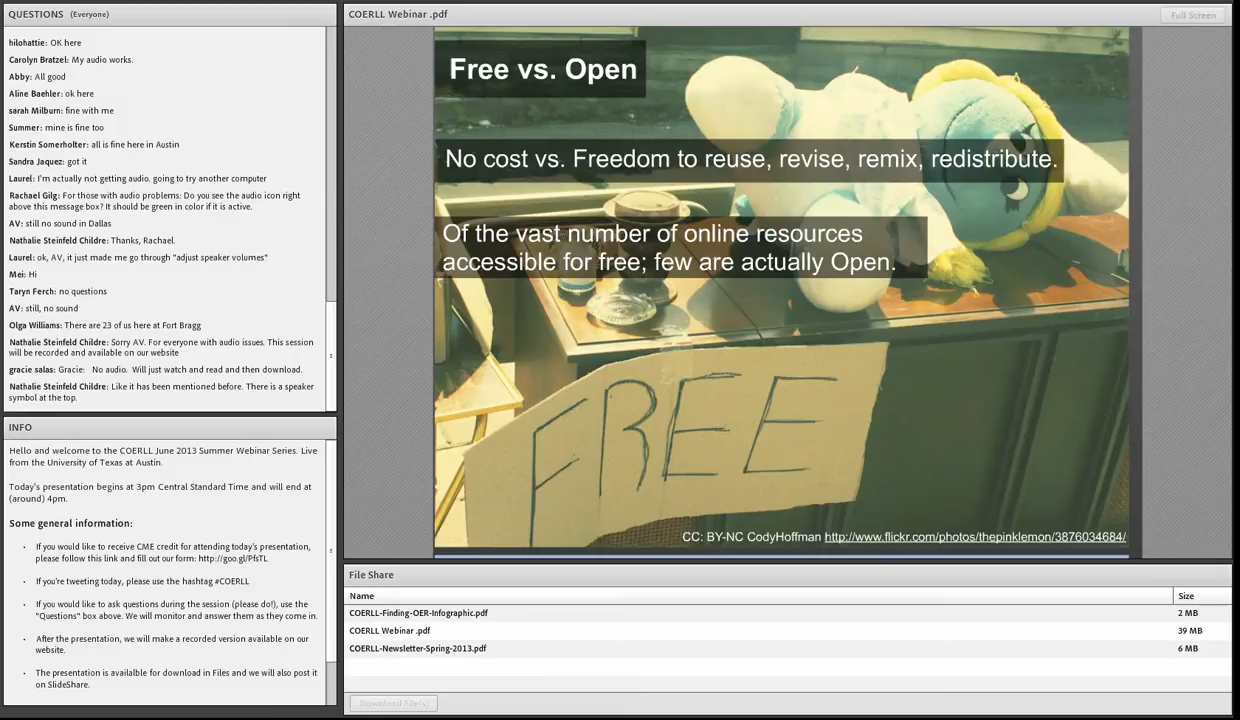 QUESTIONS (Everyone)
hilohattie: OK here
Carolyn Bratzel: My audio works.
Abby: All good
Aline Baehler: ok here
sarah Milburn: fine with me
Summer: mine is fine too
Kerstin Somerholter: all is fine here in Austin
Sandra Jaquez: got it
Laurel: I'm actually not getting audio. going to try another computer
Rachael Gilg: For those with audio problems: Do you see the audio icon right
above this message box? It should be green in color if it is active.
AV: still no sound in Dallas
Nathalie Steinfeld Childre: Thanks, Rachael.
Laurel: ok, AV, it just made me go through "adjust speaker volumes"
Mei: Hi
Taryn Ferch: no questions
AV: still, no sound
Olga Williams: There are 23 of us here at Fort Bragg
Nathalie Steinfeld Childre: Sorry AV. For everyone with audio issues. This session
will be recorded and available on our website
gracie salas: Gracie: No audio. Will just watch and read and then download.
Nathalie Steinfeld Childre: Like it has been mentioned before. There is a speaker
symbol at the top.
INFO
Hello and welcome to the COERLL June 2013 Summer Webinar Series. Live
from the University of Texas at Austin.
Today's presentation begins at 3pm Central Standard Time and will end at
(around) 4pm.
Some general information:
• If you would like to receive CME credit for attending today's presentation,
please follow this link and fill out our form: http://goo.gl/PfsTL
• If you're tweeting today, please use the hashtag #COERLL
• If you would like to ask questions during the session (please do!), use the
"Questions" box above. We will monitor and answer them as they come in.
• After the presentation, we will make a recorded version available on our
website.
• The presentation is availalble for download in Files and we will also post it
on SlideShare.
COERLL Webinar .pdf
Full Screen
Free vs. Open
No cost vs. Freedom to reuse, revise, remix, redistribute.
Of the vast number of online resources
accessible for free; few are actually Open.
FREE
CC: BY-NC CodyHoffman http://www.flickr.com/photos/thepinklemon/3876034684/
File Share
Name Size
COERLL-Finding-OER-Infographic.pdf 2 MB
COERLL Webinar .pdf 39 MB
COERLL-Newsletter-Spring-2013.pdf 6 MB
Download File(s)